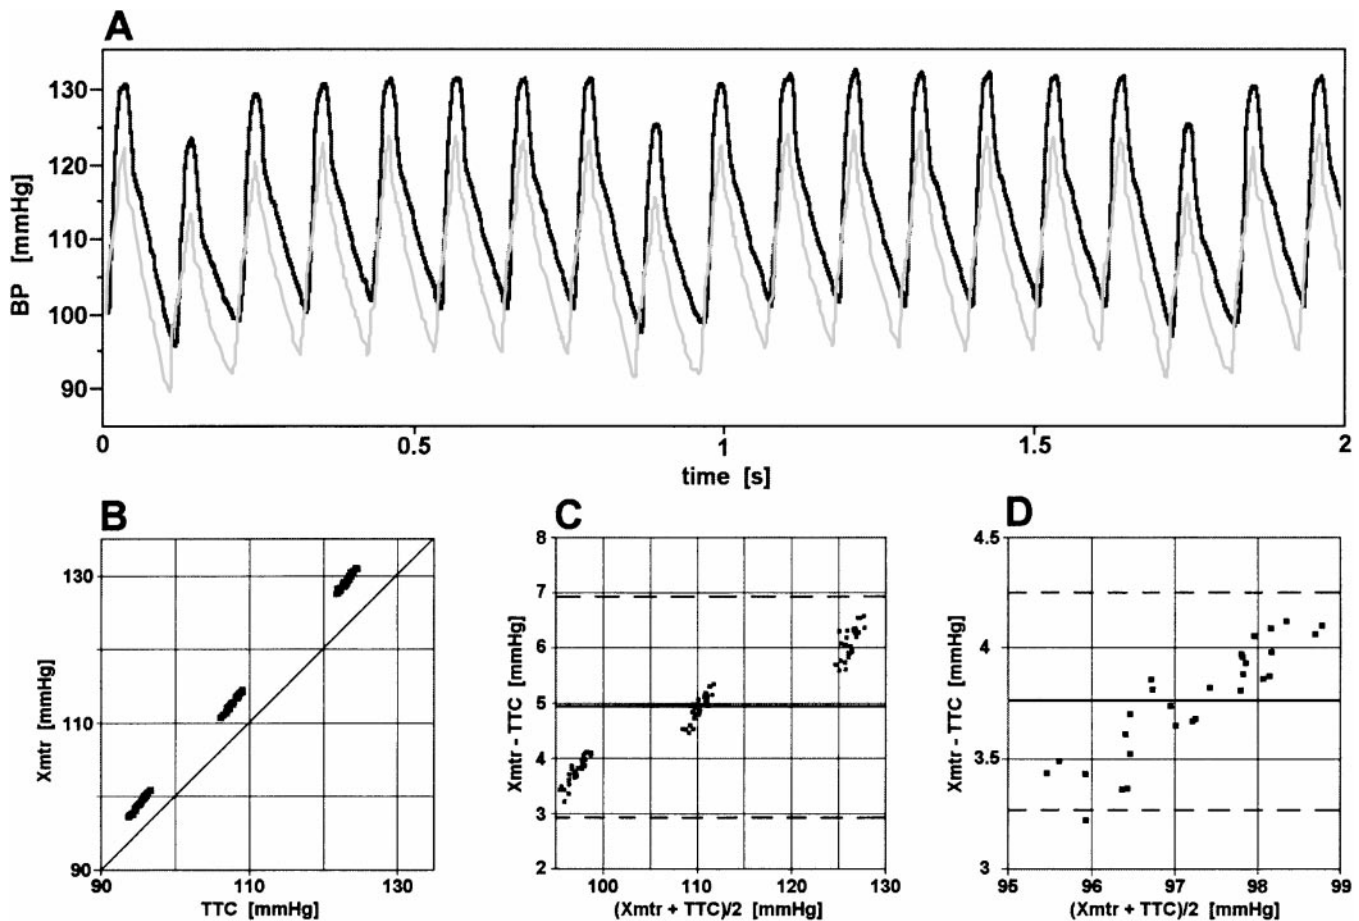 A
BP [mmHg]
130
120
110
100
90
0 0.5 1 1.5 2
time [s]
B
Xmtr [mmHg]
130
110
90
90 110 130
TTC [mmHg]
C
Xmtr - TTC [mmHg]
8
7
6
5
4
3
2
100 110 120 130
(Xmtr + TTC)/2 [mmHg]
D
Xmtr - TTC [mmHg]
4.5
4
3.5
3
95 96 97 98 99
(Xmtr + TTC)/2 [mmHg]